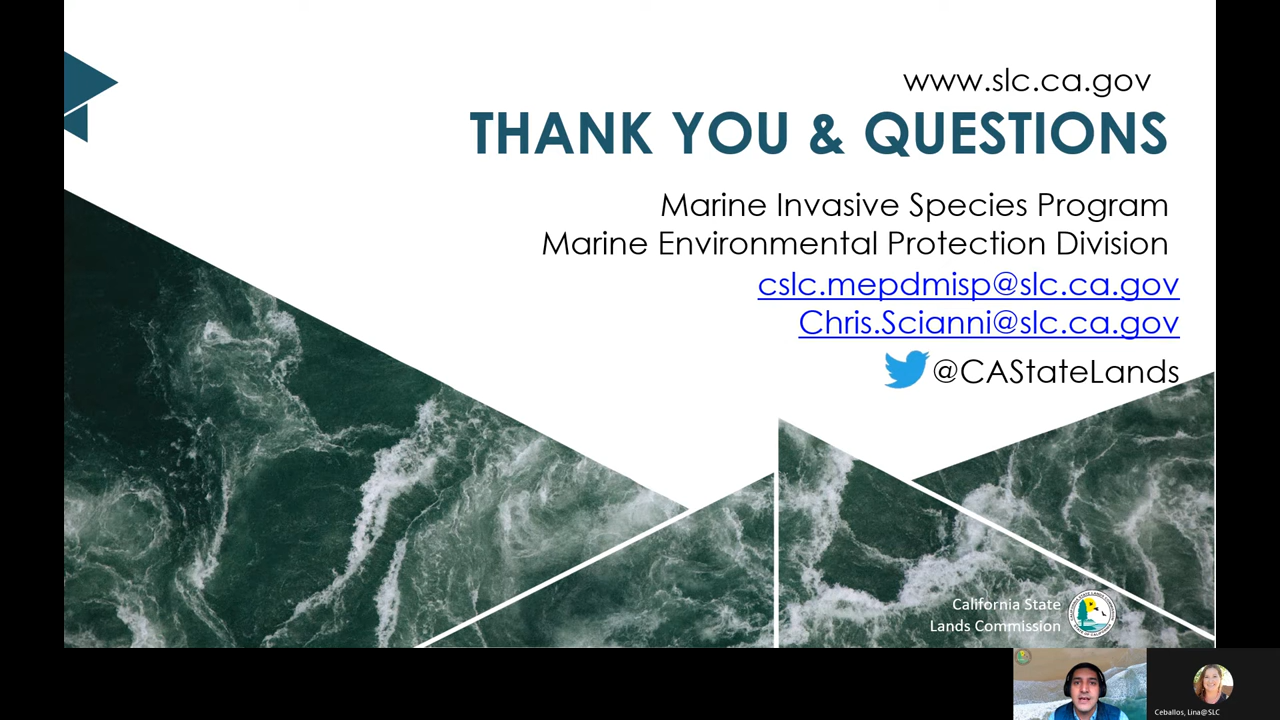 www.slc.ca.gov
THANK YOU & QUESTIONS
Marine Invasive Species Program
Marine Environmental Protection Division
cslc.mepdmisp@slc.ca.gov
Chris.Scianni@slc.ca.gov
@CAStateLands
California State
Lands Commission
Ceballos, Lina@SLC